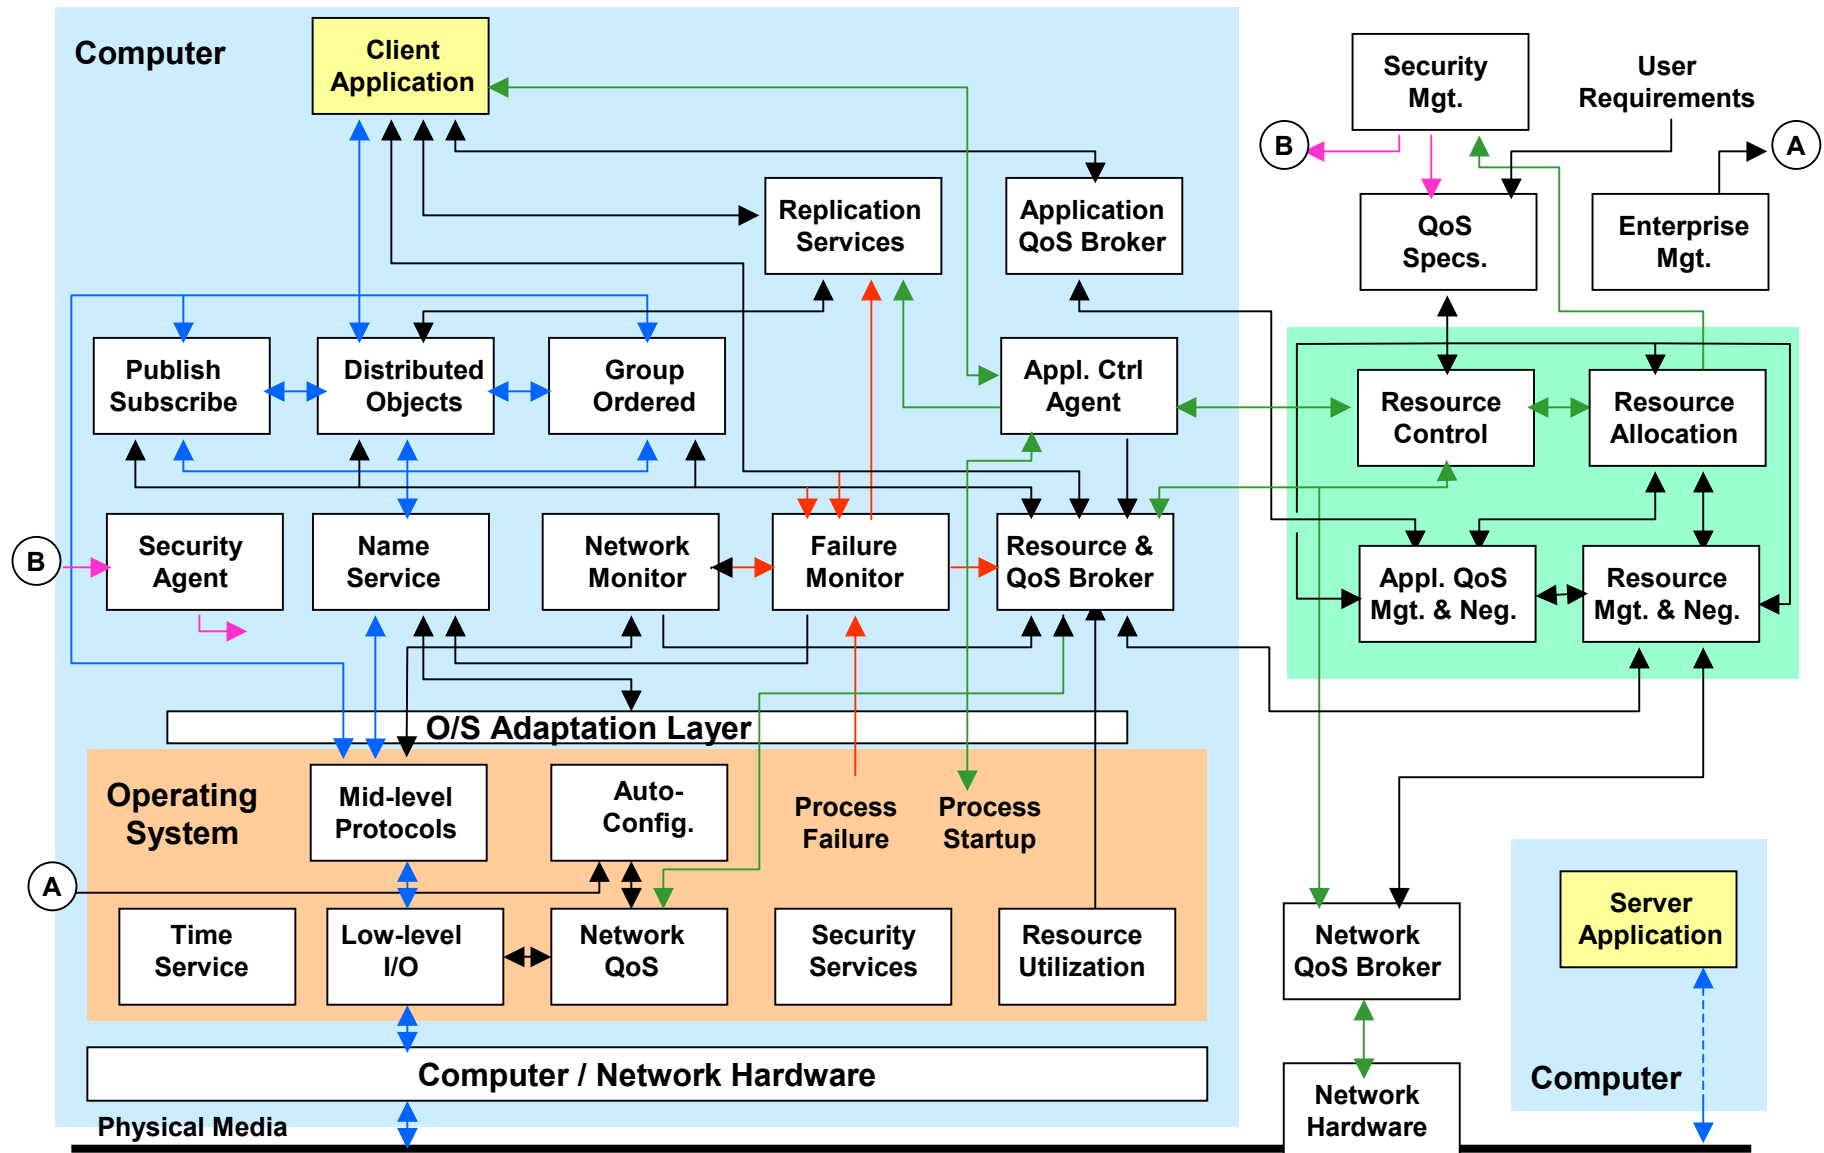 Computer
Client
Application
Security
Mgt.
User
Requirements
B
A
Replication
Services
Application
QoS Broker
QoS
Specs.
Enterprise
Mgt.
Publish
Subscribe
Distributed
Objects
Group
Ordered
Appl. Ctrl
Agent
Resource
Control
Resource
Allocation
B
Security
Agent
Name
Service
Network
Monitor
Failure
Monitor
Resource &
QoS Broker
Appl. QoS
Mgt. & Neg.
Resource
Mgt. & Neg.
O/S Adaptation Layer
Operating
System
Mid-level
Protocols
Auto-
Config.
Process
Failure
Process
Startup
A
Time
Service
Low-level
I/O
Network
QoS
Security
Services
Resource
Utilization
Network
QoS Broker
Server
Application
Computer / Network Hardware
Network
Hardware
Computer
Physical Media